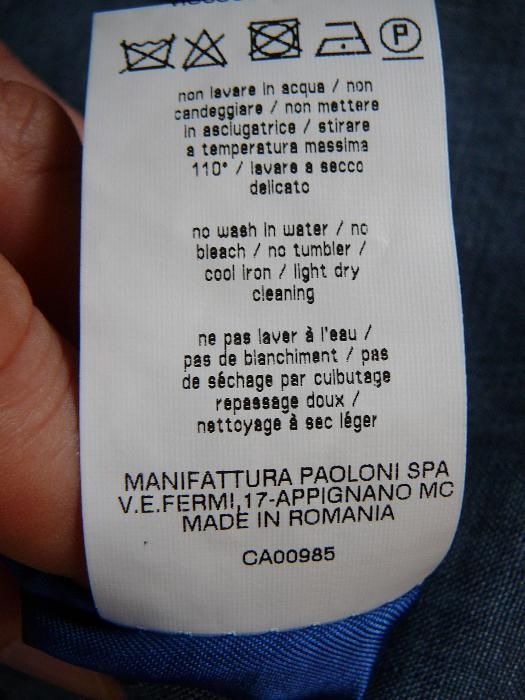 P
non lavare in acqua / non
candeggiare / non mettere
in asciugatrice / stirare
a temperatura massima
110° / lavare a secco
delicato
no wash in water / no
bleach / no tumbler /
cool iron / light dry
cleaning
ne pas laver à l'eau /
pas de blanchiment / pas
de séchage par culbutage
repassage doux /
nettoyage à sec léger
MANIFATTURA PAOLONI SPA
V.E.FERMI,17-APPIGNANO MC
MADE IN ROMANIA
CA00985